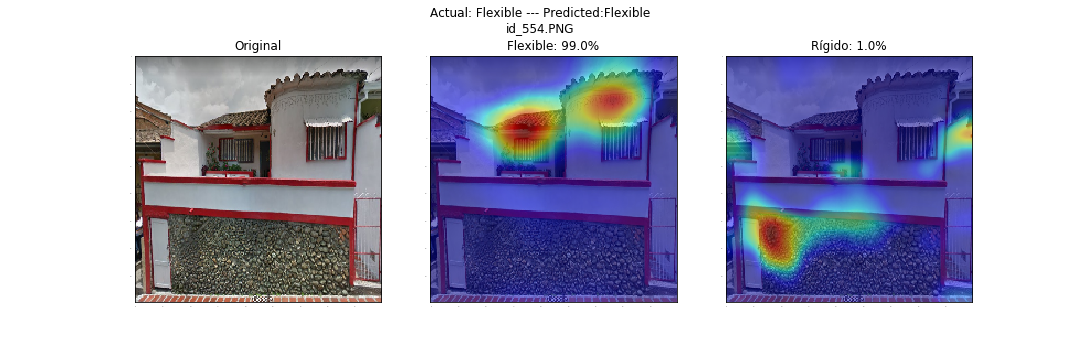 Actual: Flexible --- Predicted:Flexible
id_554.PNG
Original
Flexible: 99.0%
Rígido: 1.0%